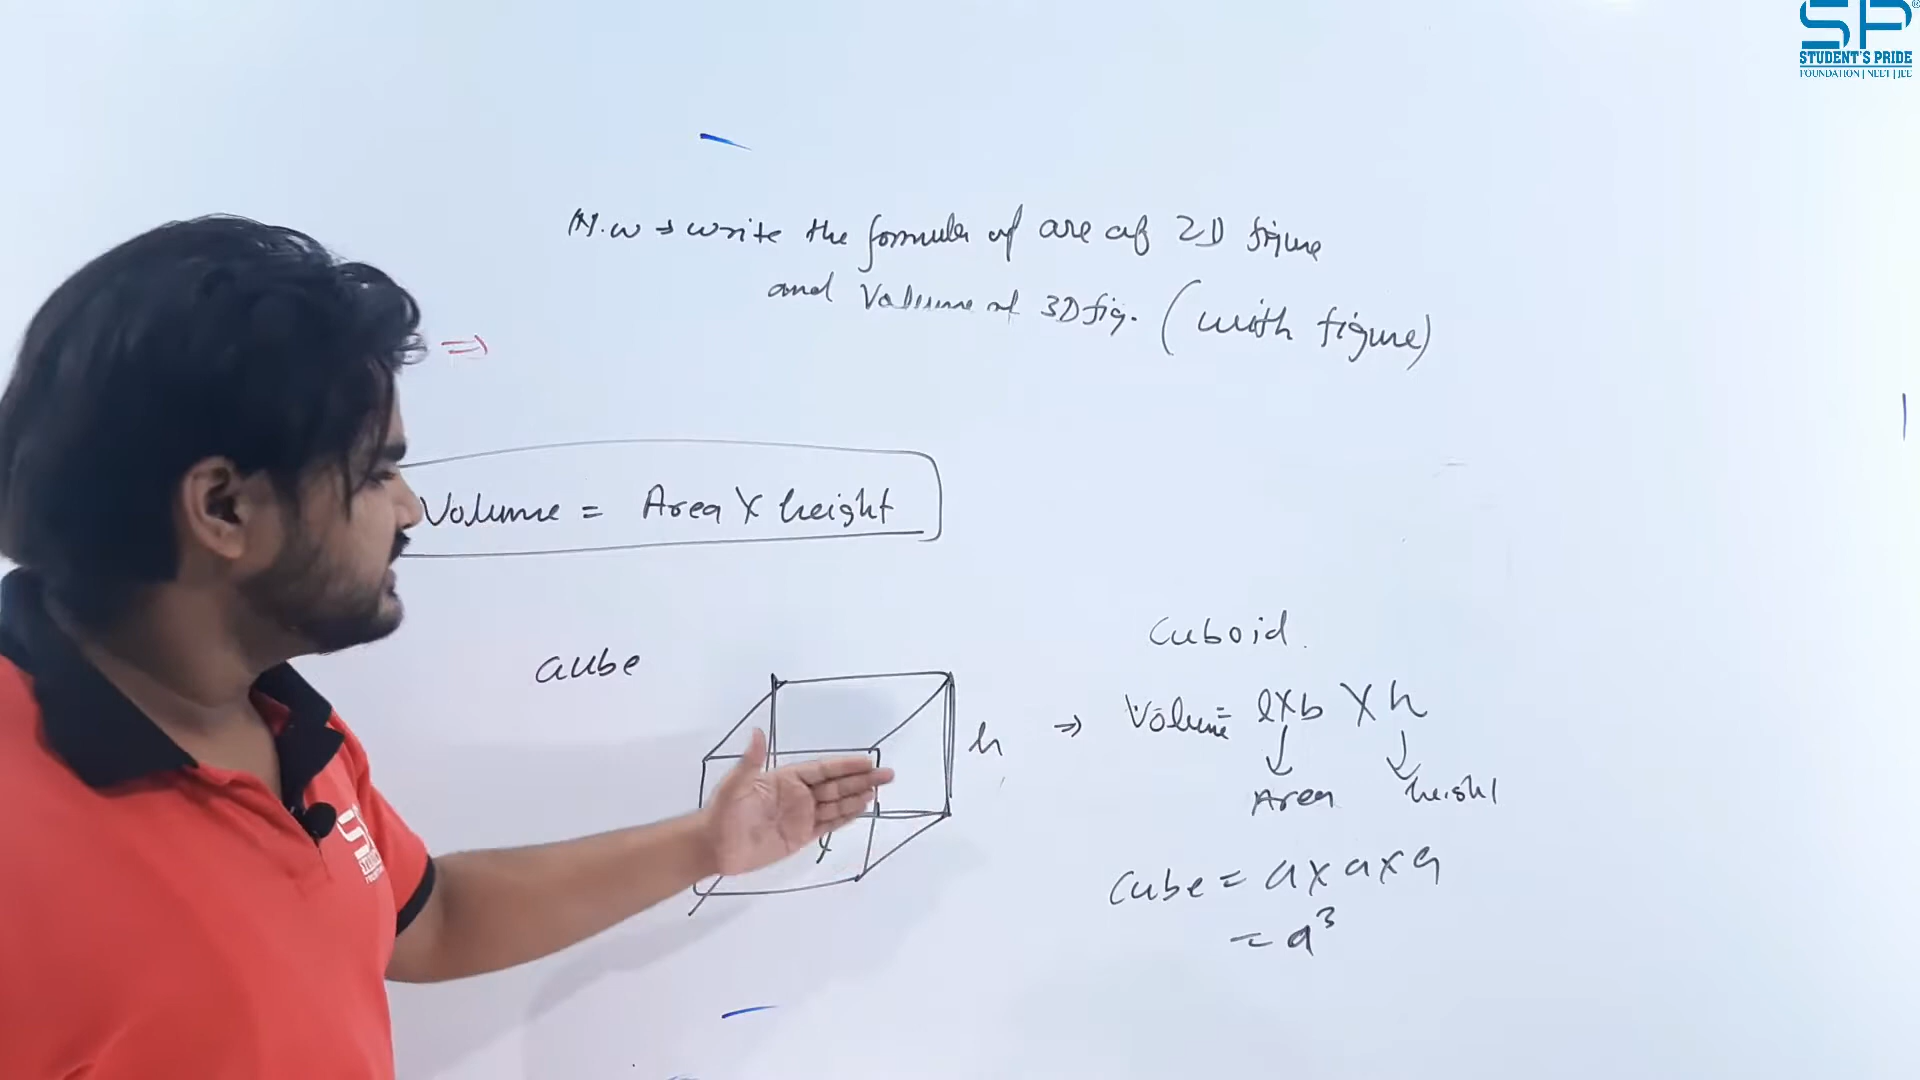 SP®
STUDENT'S PRIDE
FOUNDATION | NEET | JEE
H.w → write the formula of are of 2D figure
and Volume of 3D fig. (with figure)
⇒
Volume = Area X height
Cuboid.
cube
h ⇒ Volume = l X b X h
Area height
Cube = a x a x a
= a³